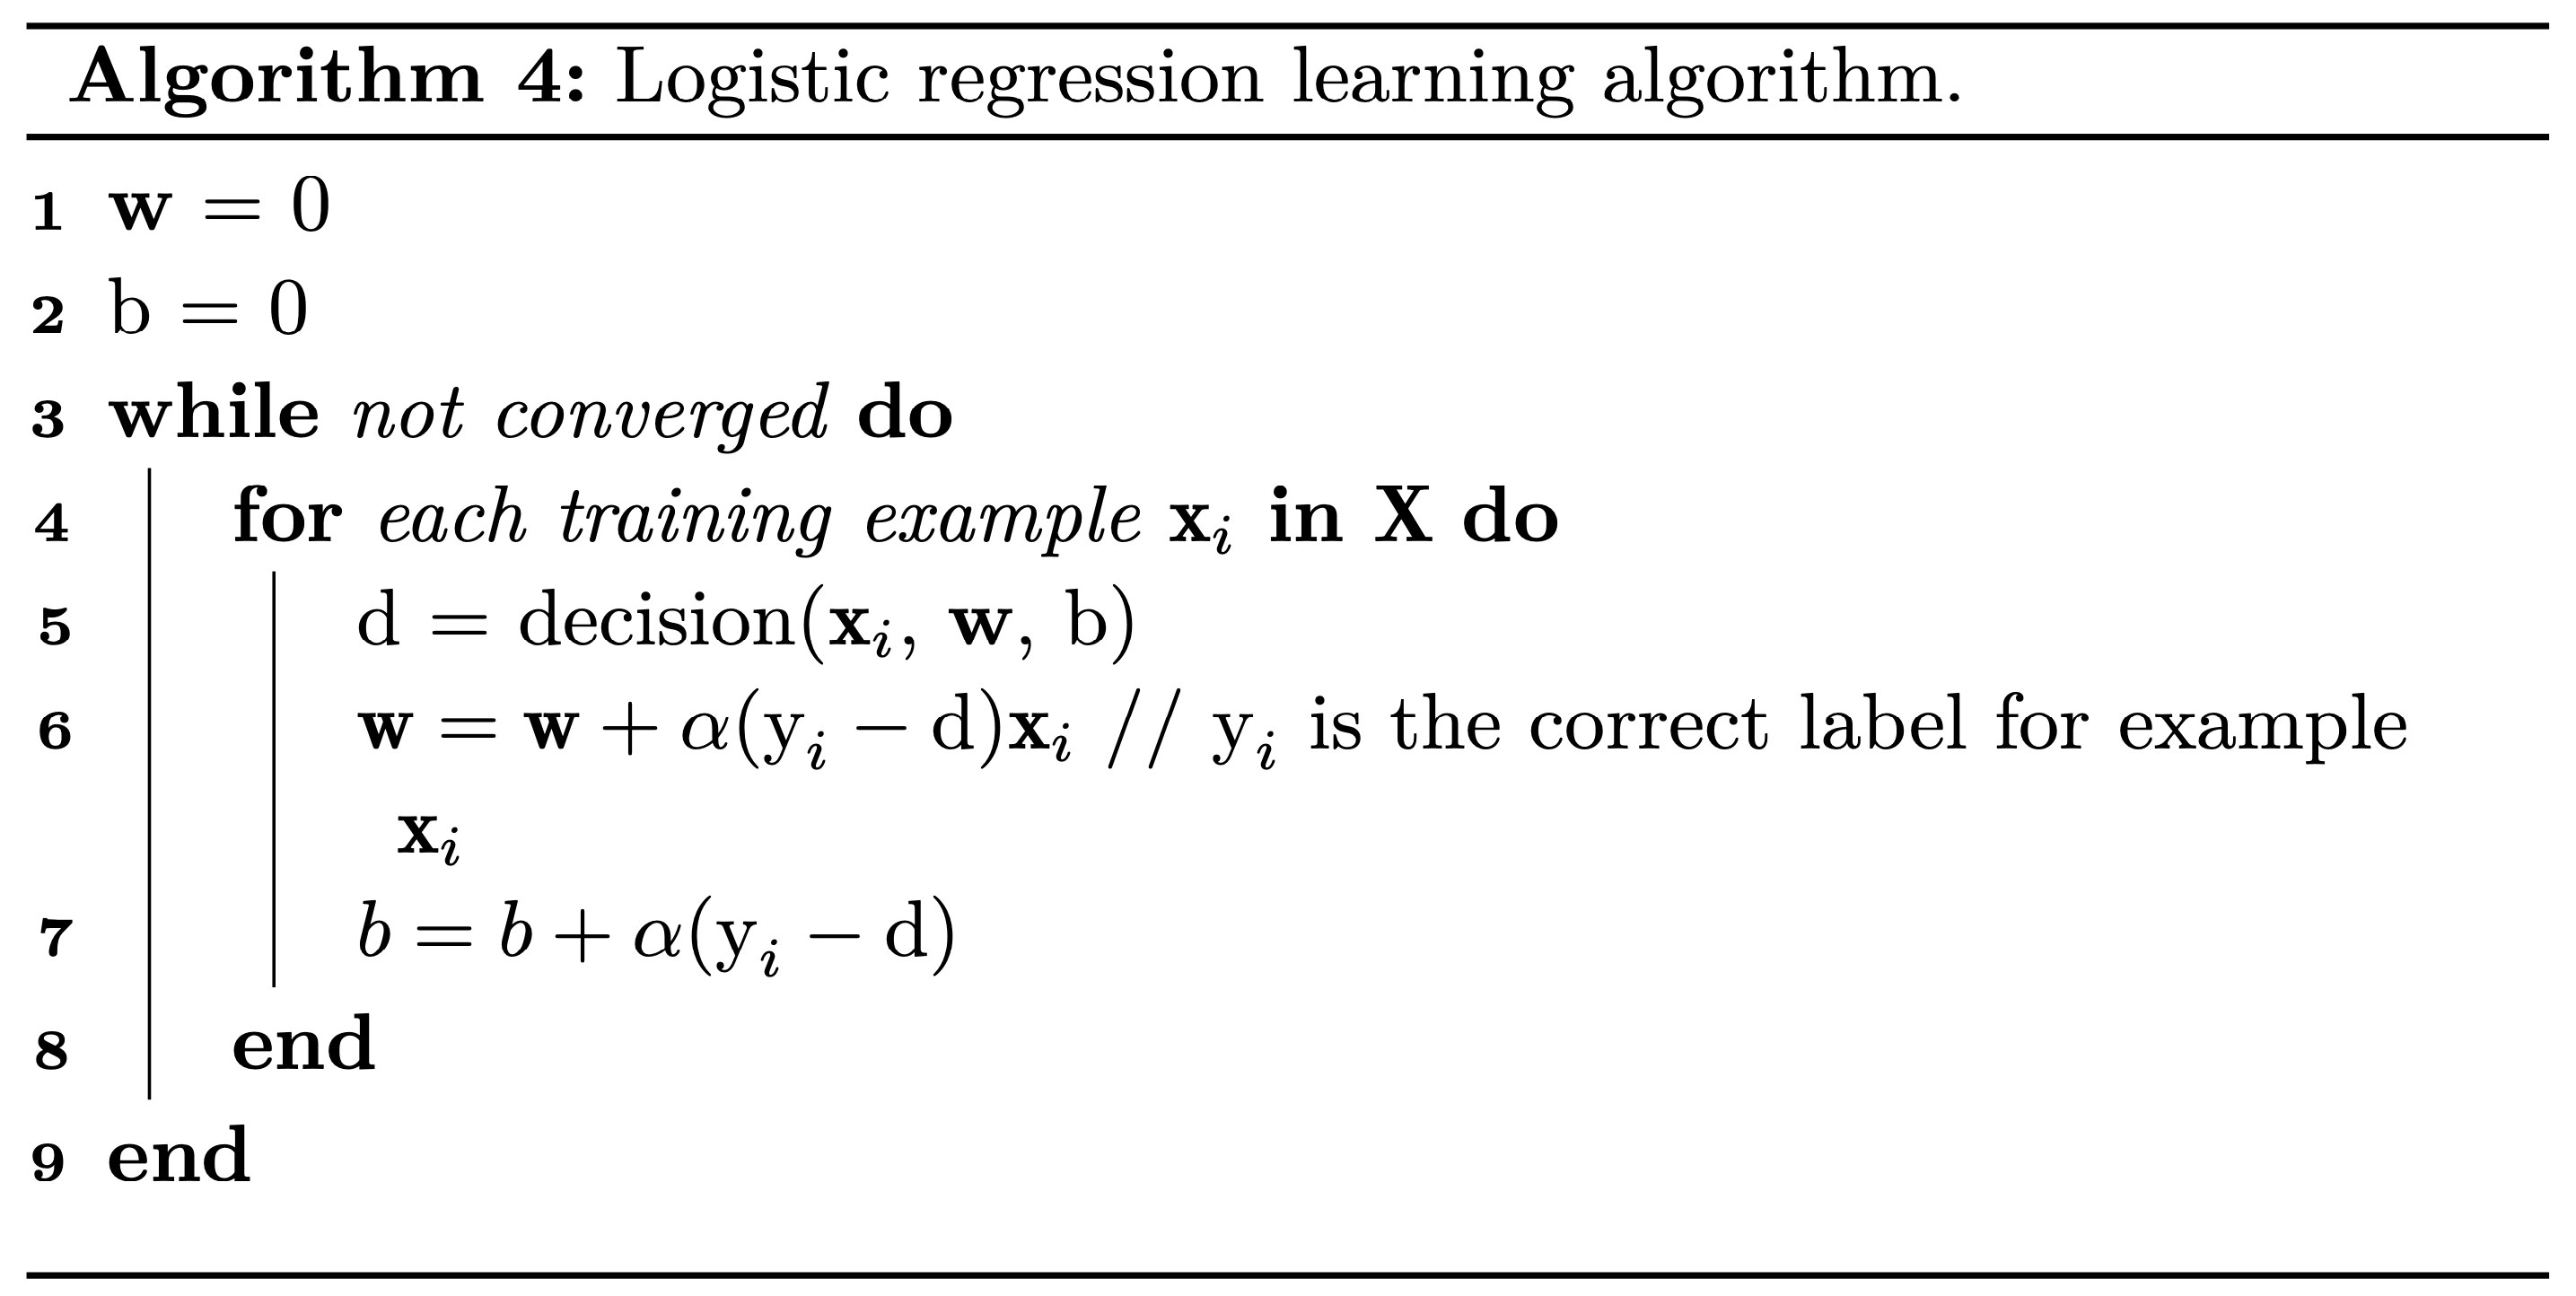 Algorithm 4: Logistic regression learning algorithm.
1 w = 0
2 b = 0
3 while not converged do
4 for each training example xᵢ in X do
5 d = decision(xᵢ, w, b)
6 w = w + α(yᵢ − d)xᵢ // yᵢ is the correct label for example
xᵢ
7 b = b + α(yᵢ − d)
8 end
9 end